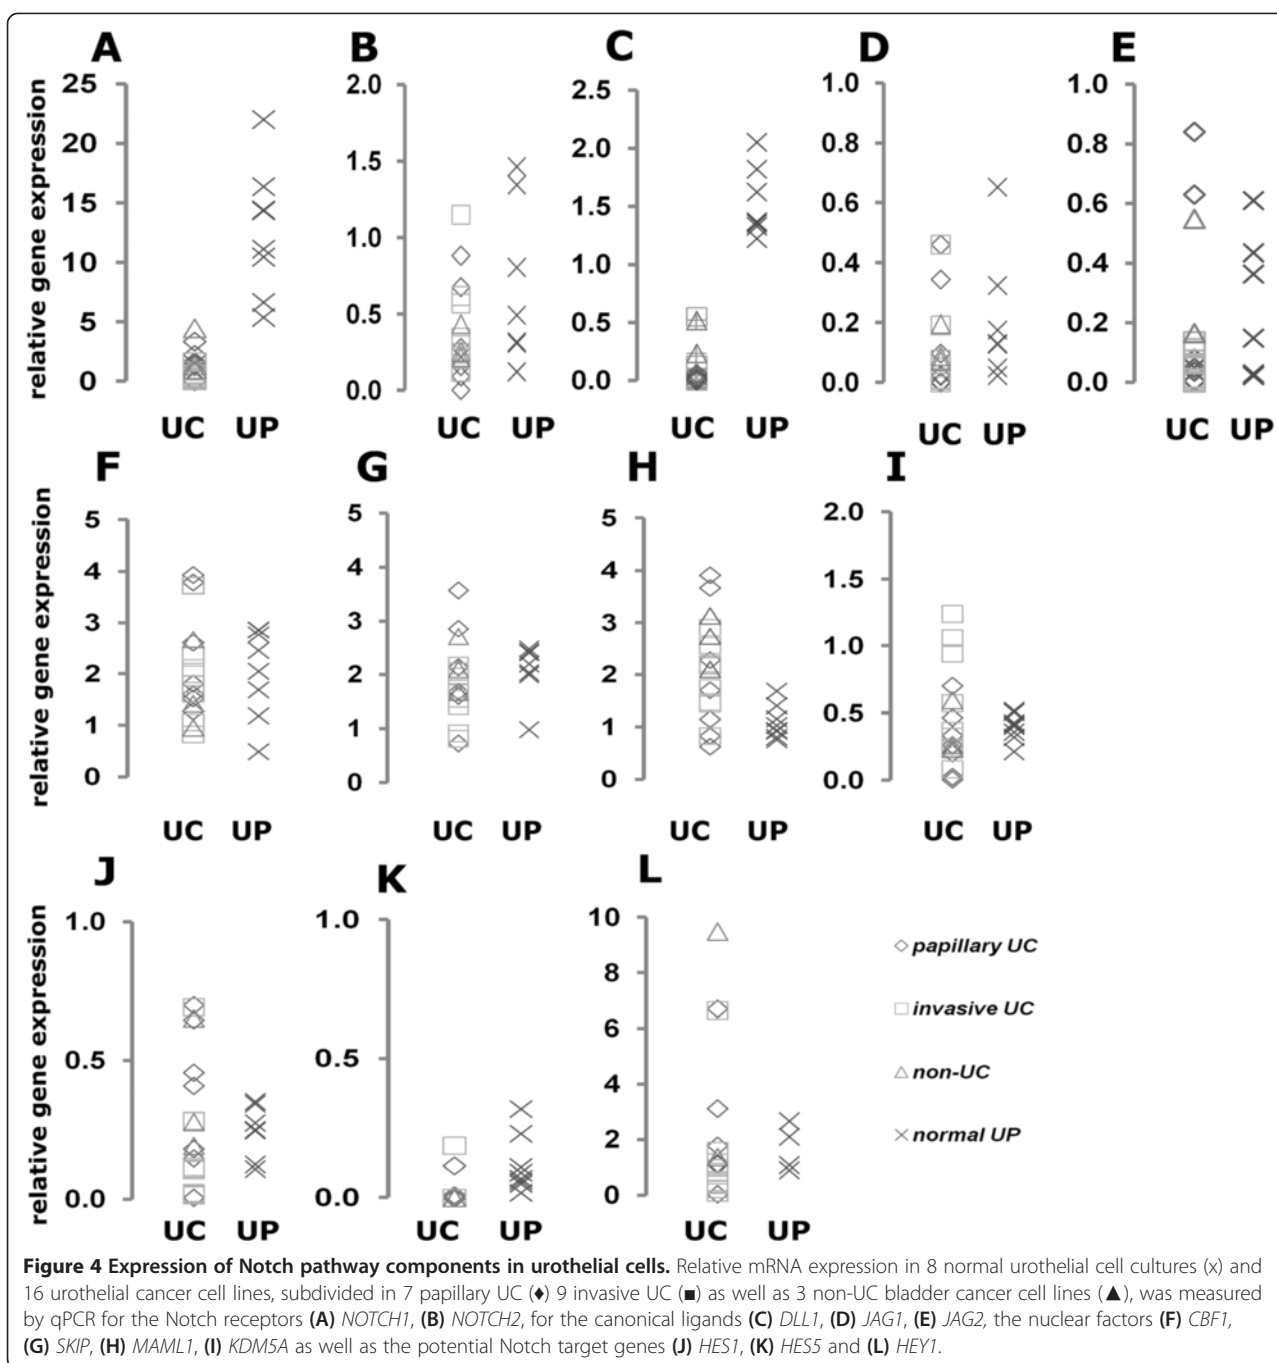 A B C D E
relative gene expression
25 20 15 10 5 0
2.0 1.5 1.0 0.5 0.0
2.5 2.0 1.5 1.0 0.5 0.0
1.0 0.8 0.6 0.4 0.2 0.0
1.0 0.8 0.6 0.4 0.2 0.0
UC UP UC UP UC UP UC UP UC UP
F G H I
relative gene expression
5 4 3 2 1 0
5 4 3 2 1 0
5 4 3 2 1 0
2.0 1.5 1.0 0.5 0.0
UC UP UC UP UC UP UC UP
J K L
relative gene expression
1.0 0.5 0.0
1.0 0.5 0.0
10 8 6 4 2 0
UC UP UC UP UC UP
papillary UC
invasive UC
non-UC
normal UP
Figure 4 Expression of Notch pathway components in urothelial cells. Relative mRNA expression in 8 normal urothelial cell cultures (x) and
16 urothelial cancer cell lines, subdivided in 7 papillary UC (♦) 9 invasive UC (■) as well as 3 non-UC bladder cancer cell lines (▲), was measured
by qPCR for the Notch receptors (A) NOTCH1, (B) NOTCH2, for the canonical ligands (C) DLL1, (D) JAG1, (E) JAG2, the nuclear factors (F) CBF1,
(G) SKIP, (H) MAML1, (I) KDM5A as well as the potential Notch target genes (J) HES1, (K) HES5 and (L) HEY1.